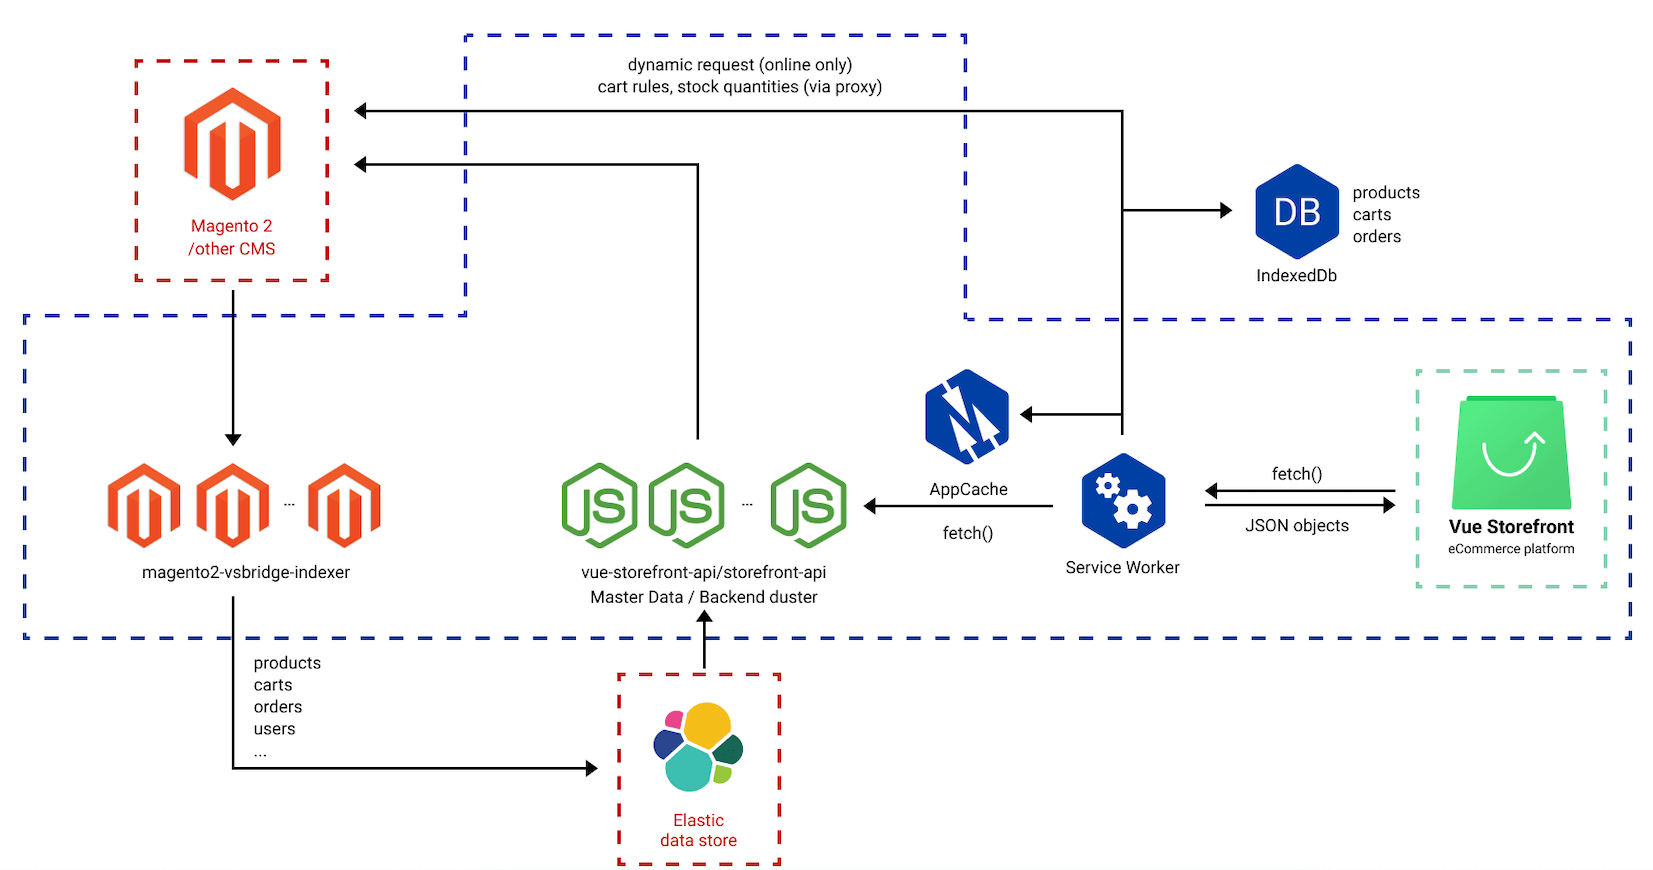 dynamic request (online only)
cart rules, stock quantities (via proxy)
Magento 2
/other CMS
DB
products
carts
orders
IndexedDb
AppCache
fetch()
Service Worker
fetch()
JSON objects
Vue Storefront
eCommerce platform
...
magento2-vsbridge-indexer
JS
JS
...
JS
vue-storefront-api/storefront-api
Master Data / Backend duster
products
carts
orders
users
...
Elastic
data store